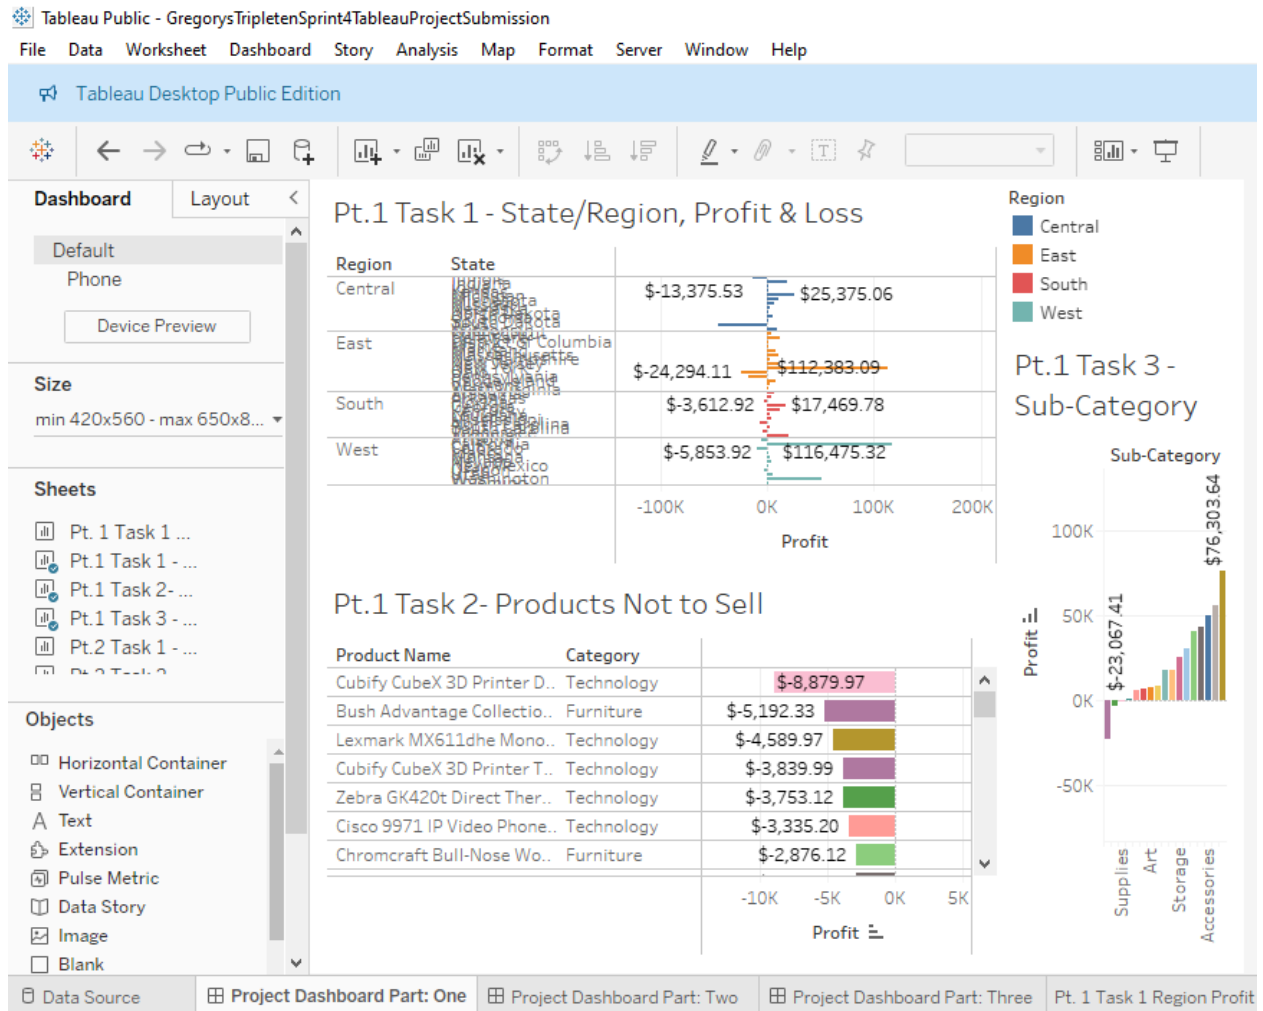 Tableau Public - GregorysTripletenSprint4TableauProjectSubmission
File Data Worksheet Dashboard Story Analysis Map Format Server Window Help
Tableau Desktop Public Edition
Dashboard Layout
Default
Phone
Device Preview
Size
min 420x560 - max 650x8...
Sheets
Pt. 1 Task 1 ...
Pt.1 Task 1 - ...
Pt.1 Task 2- ...
Pt.1 Task 3 - ...
Pt.2 Task 1 - ...
Objects
Horizontal Container
Vertical Container
Text
Extension
Pulse Metric
Data Story
Image
Blank
Pt.1 Task 1 - State/Region, Profit & Loss
Region State
Central
$-13,375.53 $25,375.06
East
$-24,294.11 $112,383.09
South
$-3,612.92 $17,469.78
West
$-5,853.92 $116,475.32
Washington
-100K 0K 100K 200K
Profit
Pt.1 Task 2- Products Not to Sell
Product Name Category
Cubify CubeX 3D Printer D.. Technology $-8,879.97
Bush Advantage Collectio.. Furniture $-5,192.33
Lexmark MX611dhe Mono.. Technology $-4,589.97
Cubify CubeX 3D Printer T.. Technology $-3,839.99
Zebra GK420t Direct Ther.. Technology $-3,753.12
Cisco 9971 IP Video Phone.. Technology $-3,335.20
Chromcraft Bull-Nose Wo.. Furniture $-2,876.12
-10K -5K 0K 5K
Profit
Region
Central
East
South
West
Pt.1 Task 3 -
Sub-Category
Sub-Category
100K
50K
0K
-50K
Profit
$-23,067.41
$76,303.64
Supplies
Art
Storage
Accessories
Data Source Project Dashboard Part: One Project Dashboard Part: Two Project Dashboard Part: Three Pt. 1 Task 1 Region Profit